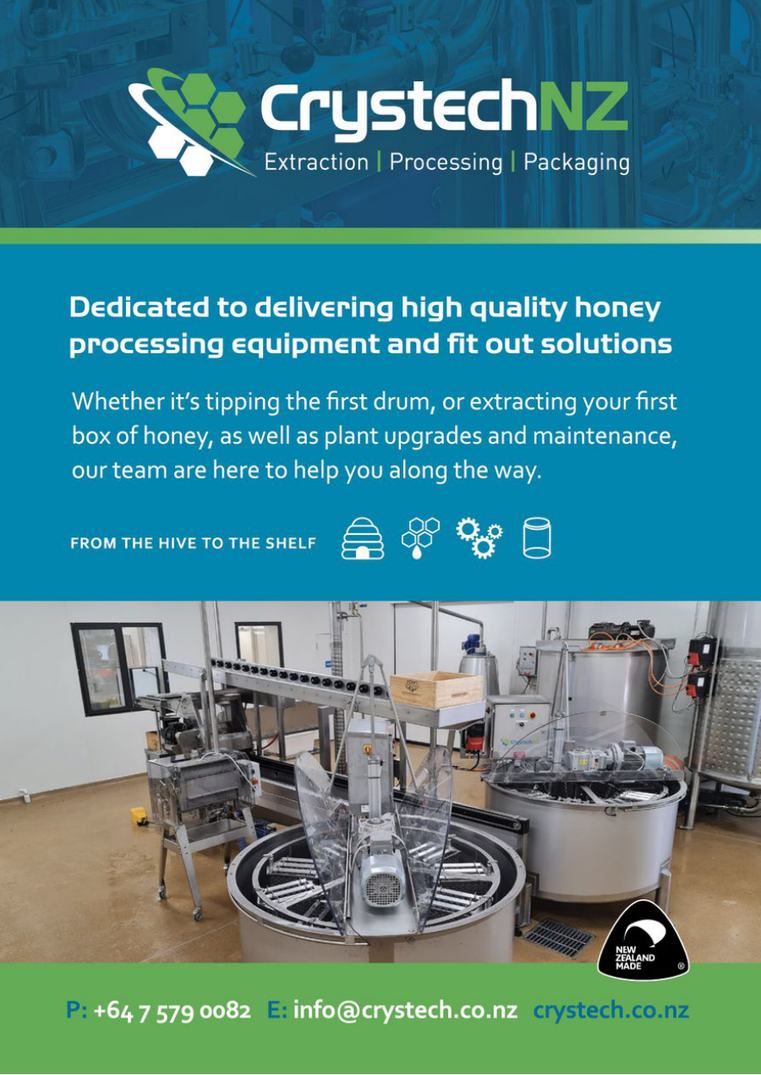 CrystechNZ
Extraction | Processing | Packaging
Dedicated to delivering high quality honey
processing equipment and fit out solutions
Whether it's tipping the first drum, or extracting your first
box of honey, as well as plant upgrades and maintenance,
our team are here to help you along the way.
FROM THE HIVE TO THE SHELF
Crystech
NEW
ZEALAND
MADE
®
P: +64 7 579 0082 E: info@crystech.co.nz crystech.co.nz